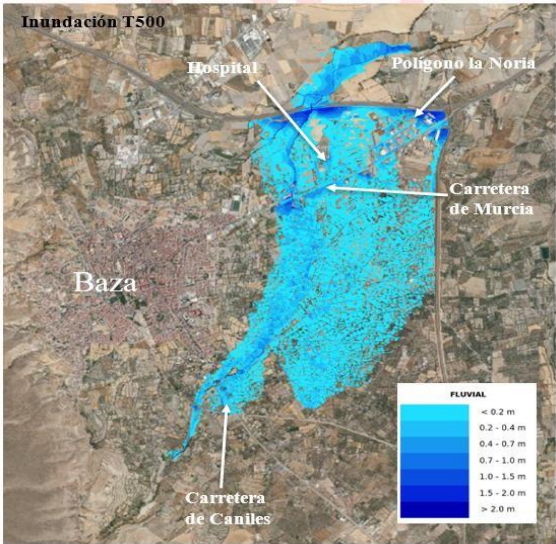 Inundación T500
Hospital
Polígono la Noria
Carretera
de Murcia
Baza
Carretera
de Caniles
FLUVIAL
< 0.2 m
0.2 - 0.4 m
0.4 - 0.7 m
0.7 - 1.0 m
1.0 - 1.5 m
1.5 - 2.0 m
> 2.0 m